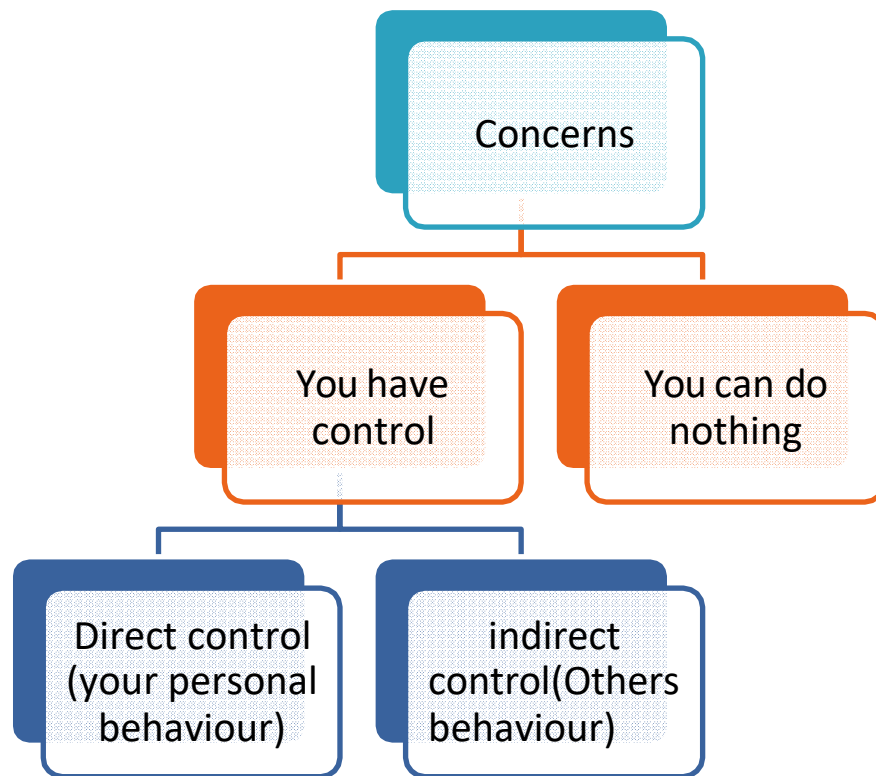 Concerns
You have
control
You can do
nothing
Direct control
(your personal
behaviour)
indirect
control(Others
behaviour)